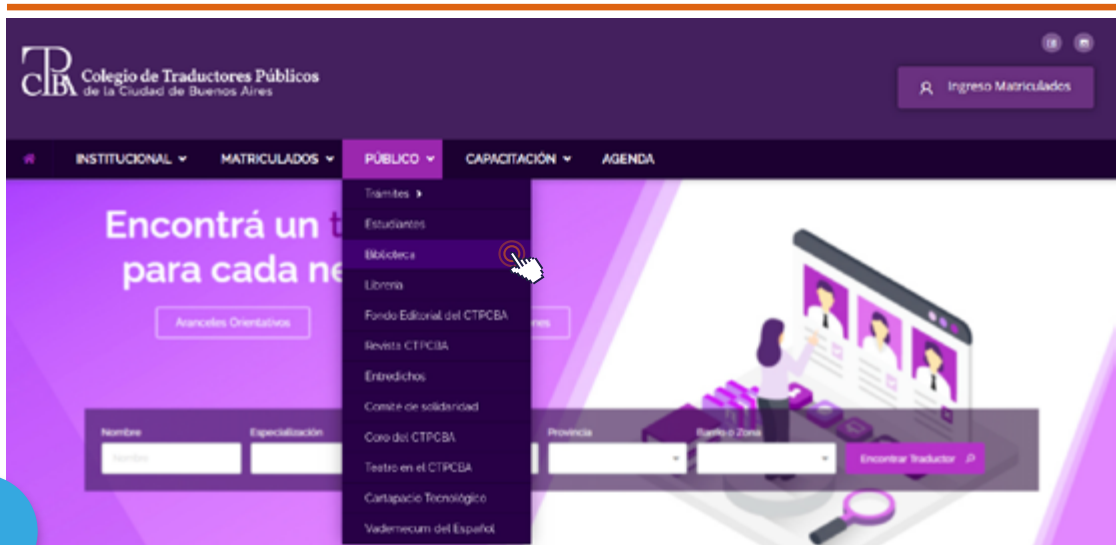 CTPBA
Colegio de Traductores Públicos
de la Ciudad de Buenos Aires
Ingreso Matriculados
INSTITUCIONAL MATRICULADOS PÚBLICO CAPACITACIÓN AGENDA
Trámites
Estudiantes
Biblioteca
Librería
Fondo Editorial del CTPCBA
Revista CTPCBA
Entredichos
Comité de solidaridad
Coro del CTPCBA
Teatro en el CTPCBA
Cartapacio Tecnológico
Vademecum del Español
Encontrá un t
para cada ne
Aranceles Orientativos
nes
Nombre Especialización Provincia Barrio o Zona
Nombre
Encontrar Traductor